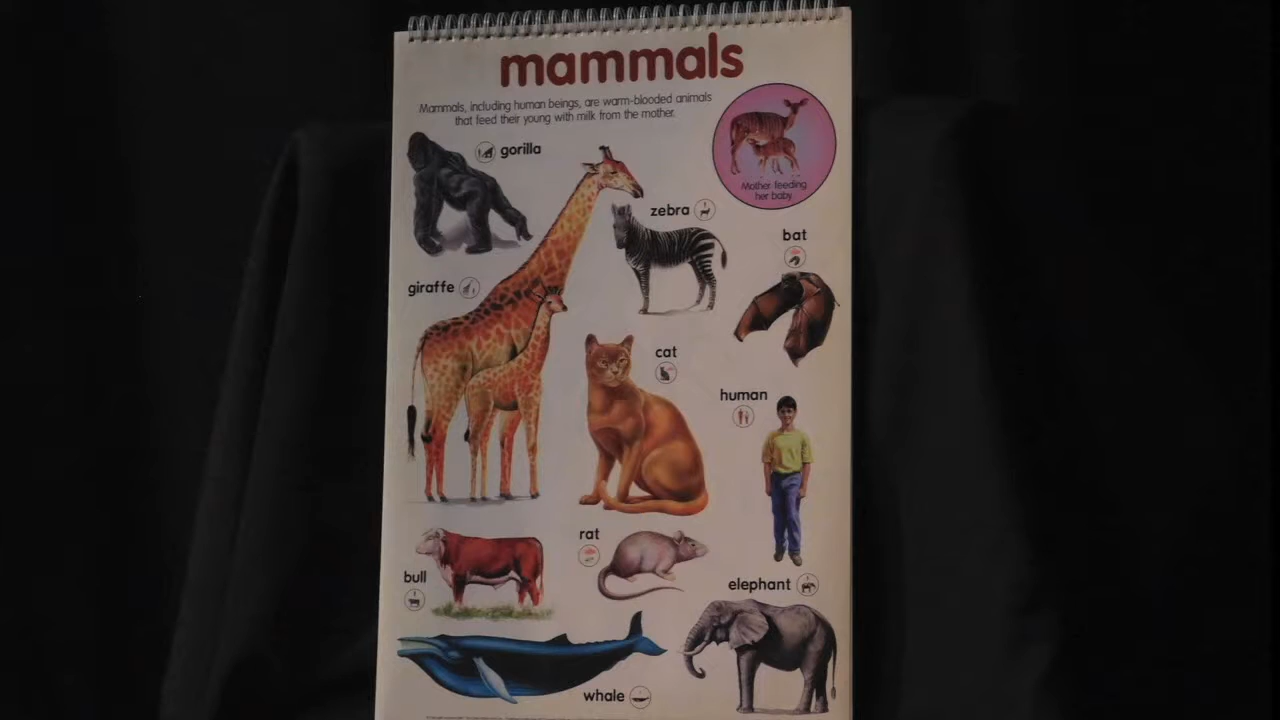 mammals
Mammals, including human beings, are warm-blooded animals
that feed their young with milk from the mother.
Mother feeding
her baby
gorilla
zebra
bat
giraffe
cat
human
rat
bull
elephant
whale